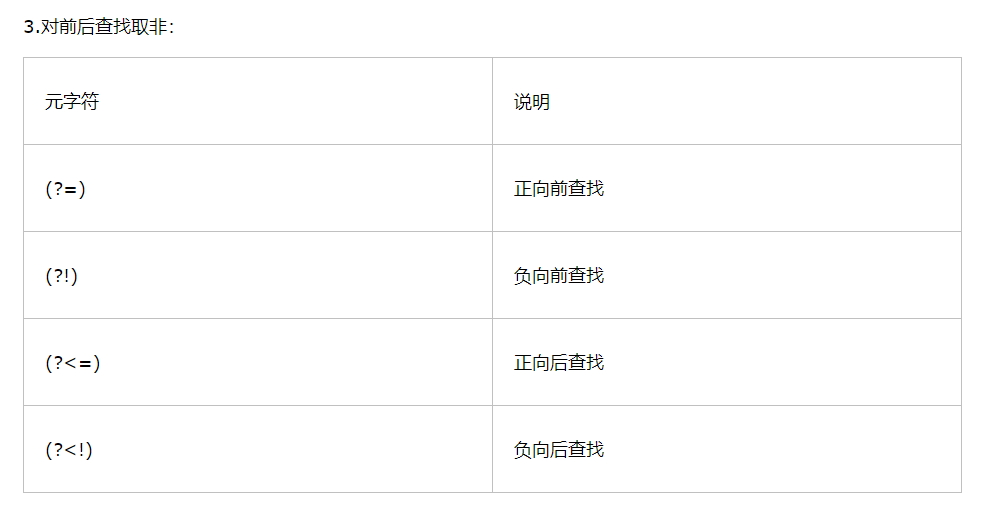 3.对前后查找取非：
元字符 说明
(?=) 正向前查找
(?!) 负向前查找
(?<=) 正向后查找
(?<!) 负向后查找